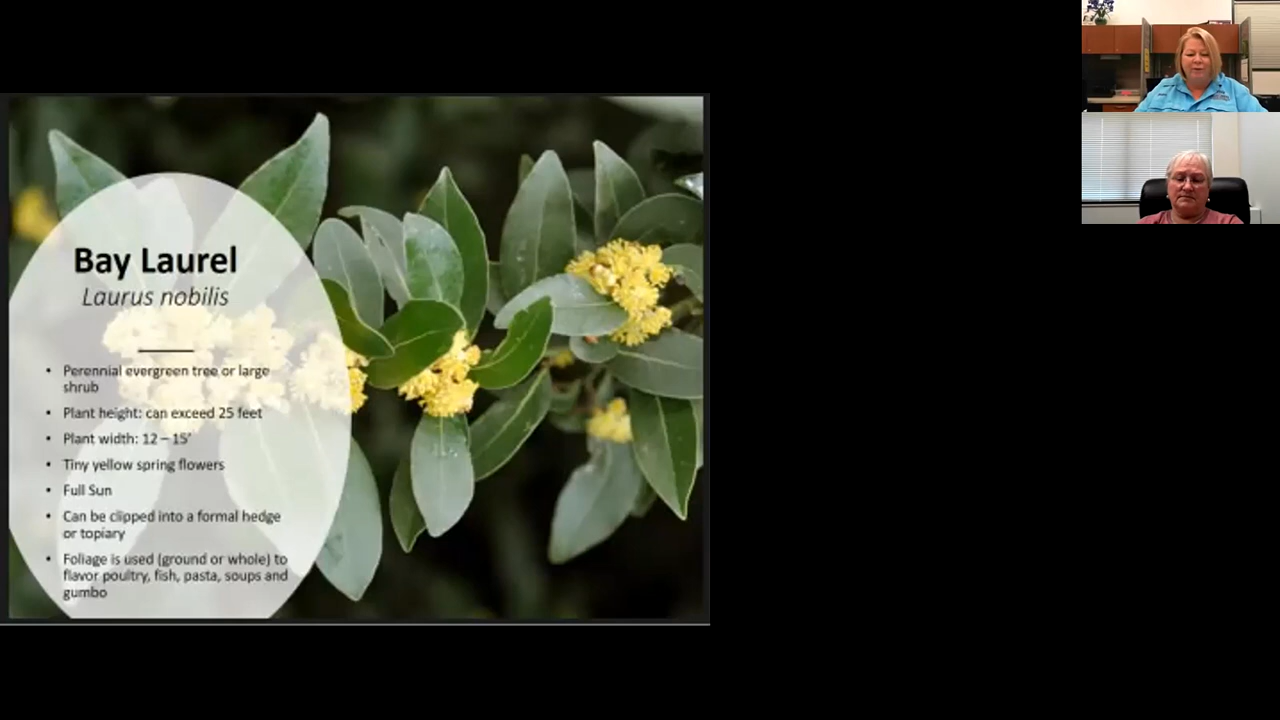 Bay Laurel
Laurus nobilis
• Perennial evergreen tree or large
shrub
• Plant height: can exceed 25 feet
• Plant width: 12 – 15'
• Tiny yellow spring flowers
• Full Sun
• Can be clipped into a formal hedge
or topiary
• Foliage is used (ground or whole) to
flavor poultry, fish, pasta, soups and
gumbo